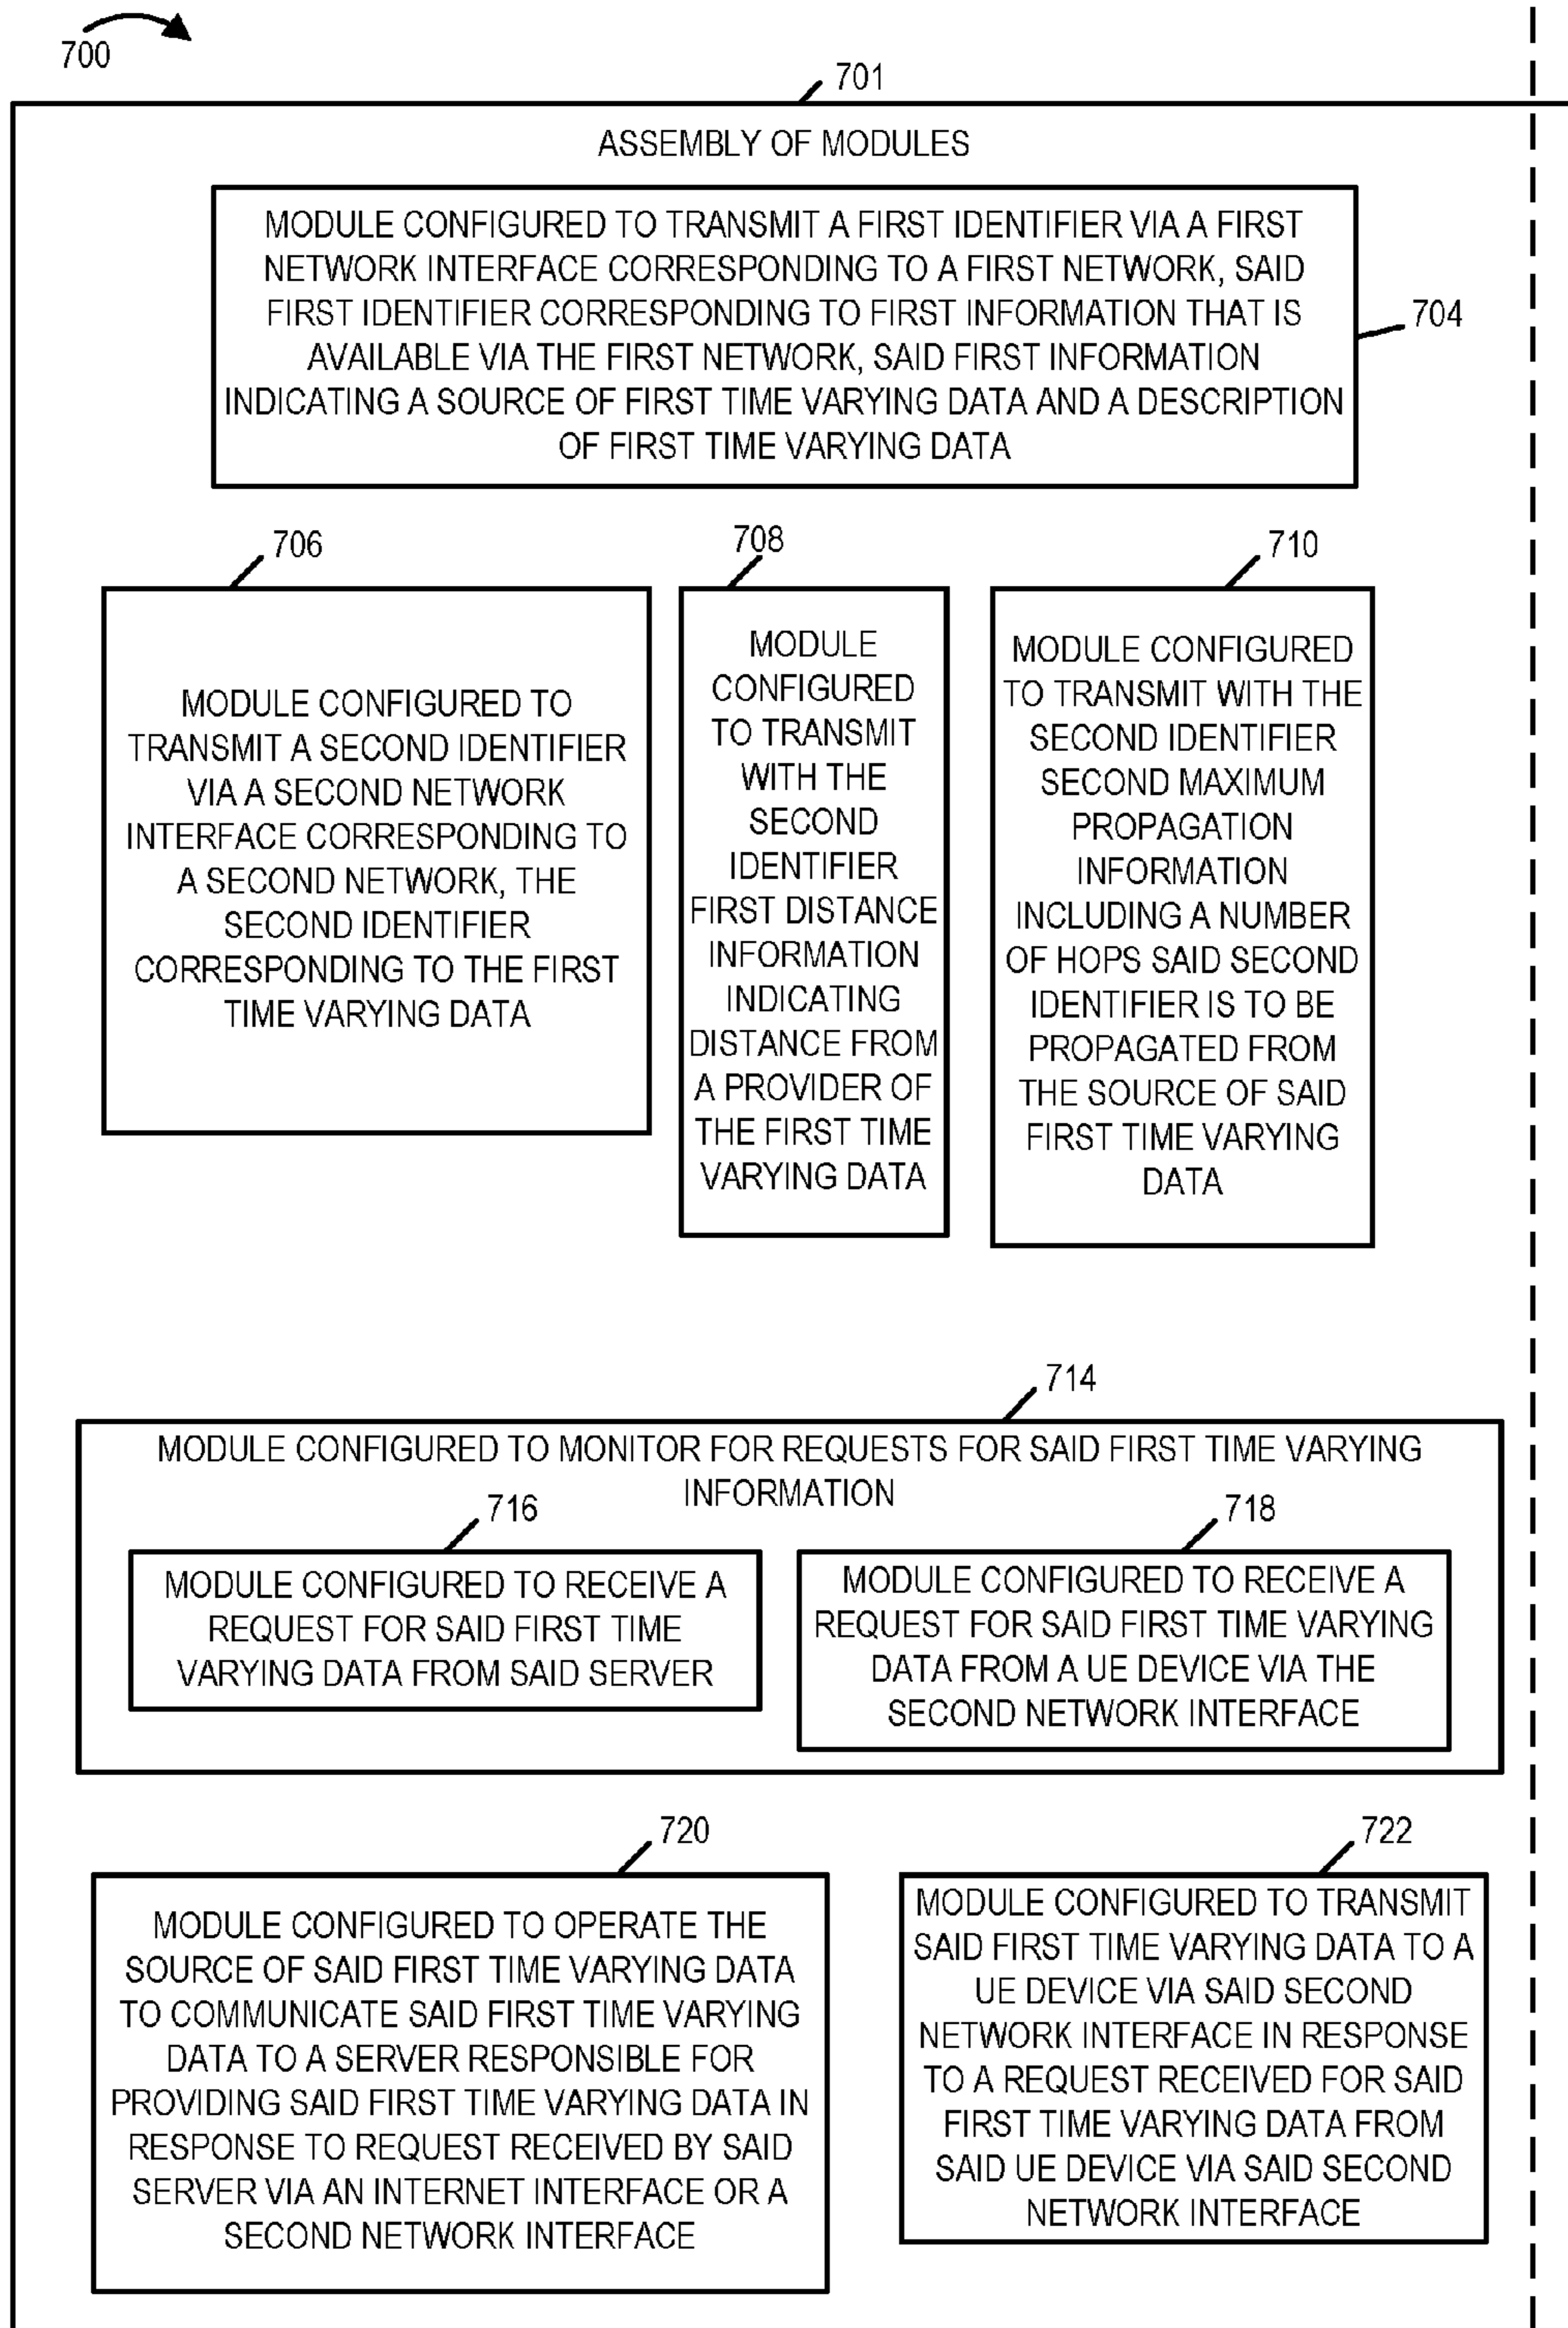 700
701
ASSEMBLY OF MODULES
MODULE CONFIGURED TO TRANSMIT A FIRST IDENTIFIER VIA A FIRST
NETWORK INTERFACE CORRESPONDING TO A FIRST NETWORK, SAID
FIRST IDENTIFIER CORRESPONDING TO FIRST INFORMATION THAT IS
AVAILABLE VIA THE FIRST NETWORK, SAID FIRST INFORMATION
INDICATING A SOURCE OF FIRST TIME VARYING DATA AND A DESCRIPTION
OF FIRST TIME VARYING DATA
704
706
MODULE CONFIGURED TO
TRANSMIT A SECOND IDENTIFIER
VIA A SECOND NETWORK
INTERFACE CORRESPONDING TO
A SECOND NETWORK, THE
SECOND IDENTIFIER
CORRESPONDING TO THE FIRST
TIME VARYING DATA
708
MODULE
CONFIGURED
TO TRANSMIT
WITH THE
SECOND
IDENTIFIER
FIRST DISTANCE
INFORMATION
INDICATING
DISTANCE FROM
A PROVIDER OF
THE FIRST TIME
VARYING DATA
710
MODULE CONFIGURED
TO TRANSMIT WITH THE
SECOND IDENTIFIER
SECOND MAXIMUM
PROPAGATION
INFORMATION
INCLUDING A NUMBER
OF HOPS SAID SECOND
IDENTIFIER IS TO BE
PROPAGATED FROM
THE SOURCE OF SAID
FIRST TIME VARYING
DATA
714
MODULE CONFIGURED TO MONITOR FOR REQUESTS FOR SAID FIRST TIME VARYING
INFORMATION
716
MODULE CONFIGURED TO RECEIVE A
REQUEST FOR SAID FIRST TIME
VARYING DATA FROM SAID SERVER
718
MODULE CONFIGURED TO RECEIVE A
REQUEST FOR SAID FIRST TIME VARYING
DATA FROM A UE DEVICE VIA THE
SECOND NETWORK INTERFACE
720
MODULE CONFIGURED TO OPERATE THE
SOURCE OF SAID FIRST TIME VARYING DATA
TO COMMUNICATE SAID FIRST TIME VARYING
DATA TO A SERVER RESPONSIBLE FOR
PROVIDING SAID FIRST TIME VARYING DATA IN
RESPONSE TO REQUEST RECEIVED BY SAID
SERVER VIA AN INTERNET INTERFACE OR A
SECOND NETWORK INTERFACE
722
MODULE CONFIGURED TO TRANSMIT
SAID FIRST TIME VARYING DATA TO A
UE DEVICE VIA SAID SECOND
NETWORK INTERFACE IN RESPONSE
TO A REQUEST RECEIVED FOR SAID
FIRST TIME VARYING DATA FROM
SAID UE DEVICE VIA SAID SECOND
NETWORK INTERFACE